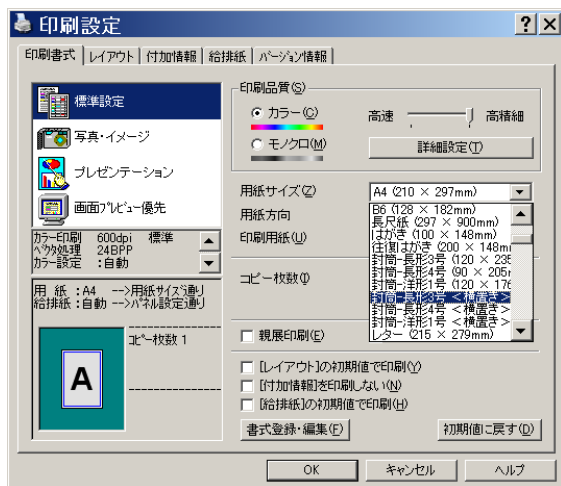 印刷設定
印刷書式 レイアウト 付加情報 給排紙 バージョン情報
標準設定
写真・イメージ
プレゼンテーション
画面プレビュー優先
カラー印刷 600dpi 標準
ベクタ処理 24BPP
カラー設定 :自動
用 紙 :A4 -->用紙サイズ通り
給排紙 :自動 -->パネル設定通り
コピー枚数 1
A
印刷品質(S)
カラー(C)
モノクロ(M)
高速 高精細
詳細設定(T)
用紙サイズ(Z) A4 (210 × 297mm)
用紙方向
印刷用紙(U)
B6 (128 × 182mm)
長尺紙 (297 × 900mm)
はがき (100 × 148mm)
往復はがき (200 × 148m
封筒-長形3号 (120 × 235
封筒-長形4号 (90 × 205m
封筒-洋形1号 (120 × 176
封筒-長形3号 <横置き>
封筒-長形4号 <横置き>
封筒-洋形1号 <横置き>
レター (215 × 279mm)
コピー枚数(I)
親展印刷(E)
[レイアウト]の初期値で印刷(Y)
[付加情報]を印刷しない(N)
[給排紙]の初期値で印刷(H)
書式登録・編集(F) 初期値に戻す(D)
OK キャンセル ヘルプ